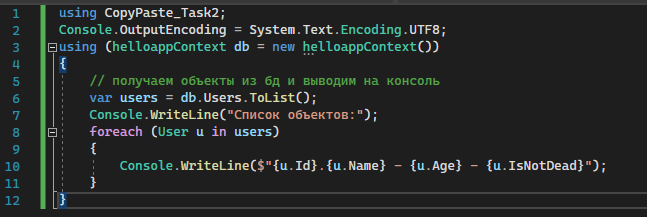 1 using CopyPaste_Task2;
2 Console.OutputEncoding = System.Text.Encoding.UTF8;
3 using (helloappContext db = new helloappContext())
4 {
5 // получаем объекты из бд и выводим на консоль
6 var users = db.Users.ToList();
7 Console.WriteLine("Список объектов:");
8 foreach (User u in users)
9 {
10 Console.WriteLine($"{u.Id}.{u.Name} - {u.Age} - {u.IsNotDead}");
11 }
12 }